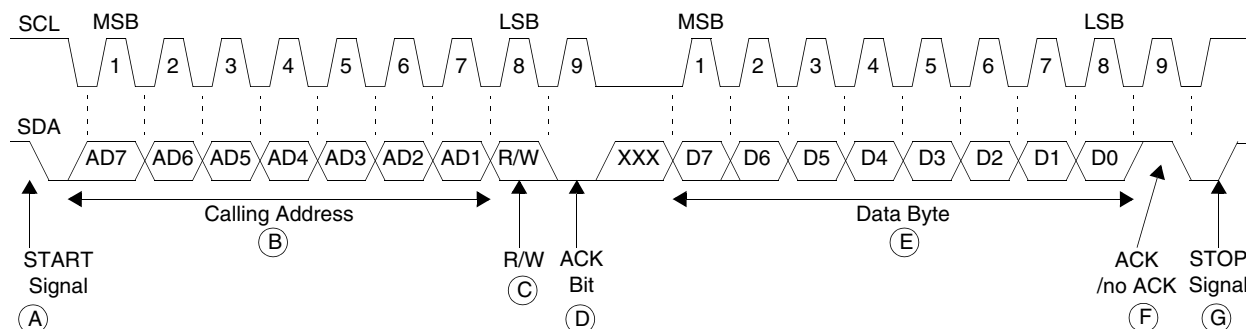 SCL MSB LSB MSB LSB
1 2 3 4 5 6 7 8 9 1 2 3 4 5 6 7 8 9
SDA
AD7 AD6 AD5 AD4 AD3 AD2 AD1 R/W XXX D7 D6 D5 D4 D3 D2 D1 D0
Calling Address Data Byte
B E
START R/W ACK ACK STOP
Signal Bit /no ACK Signal
A C D F G